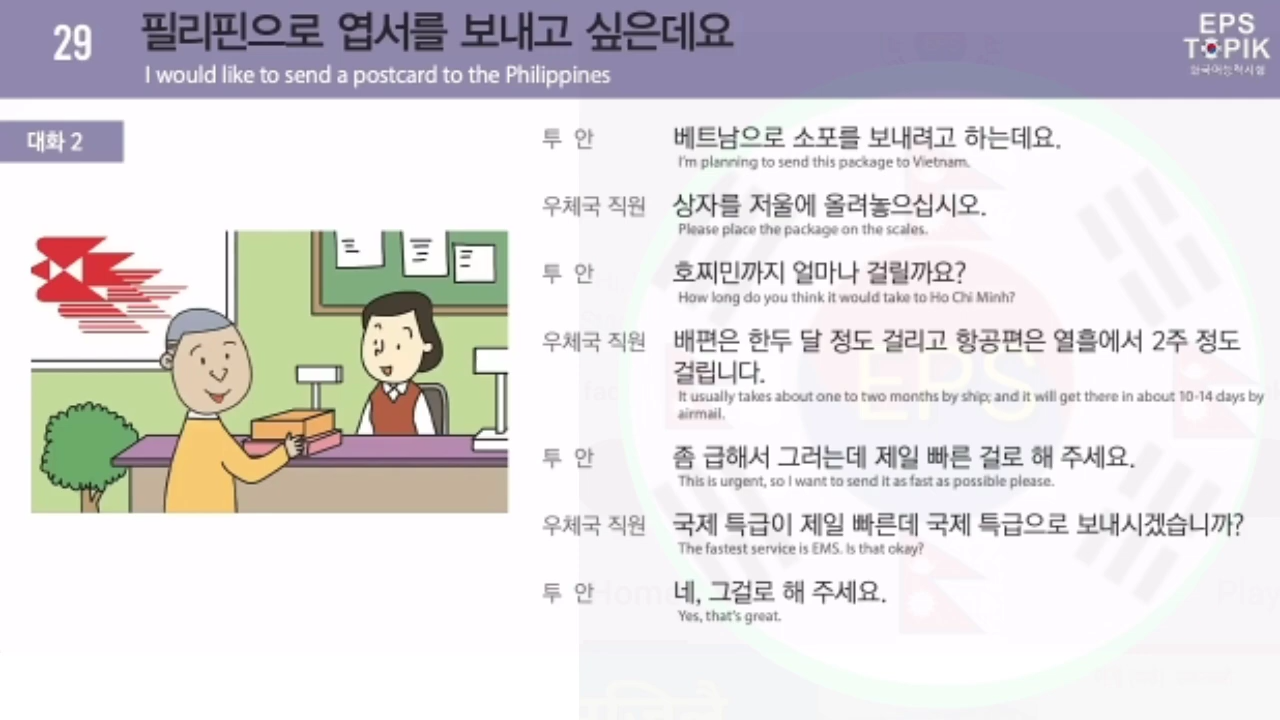 29
필리핀으로 엽서를 보내고 싶은데요
I would like to send a postcard to the Philippines
EPS
TOPIK
한국어능력시험
대화 2
투 안 베트남으로 소포를 보내려고 하는데요.
I'm planning to send this package to Vietnam.
우체국 직원 상자를 저울에 올려놓으십시오.
Please place the package on the scales.
투 안 호찌민까지 얼마나 걸릴까요?
How long do you think it would take to Ho Chi Minh?
우체국 직원 배편은 한두 달 정도 걸리고 항공편은 열흘에서 2주 정도
걸립니다.
It usually takes about one to two months by ship; and it will get there in about 10-14 days by
airmail.
투 안 좀 급해서 그러는데 제일 빠른 걸로 해 주세요.
This is urgent, so I want to send it as fast as possible please.
우체국 직원 국제 특급이 제일 빠른데 국제 특급으로 보내시겠습니까?
The fastest service is EMS. Is that okay?
투 안 네, 그걸로 해 주세요.
Yes, that's great.
EPS
Home
Play